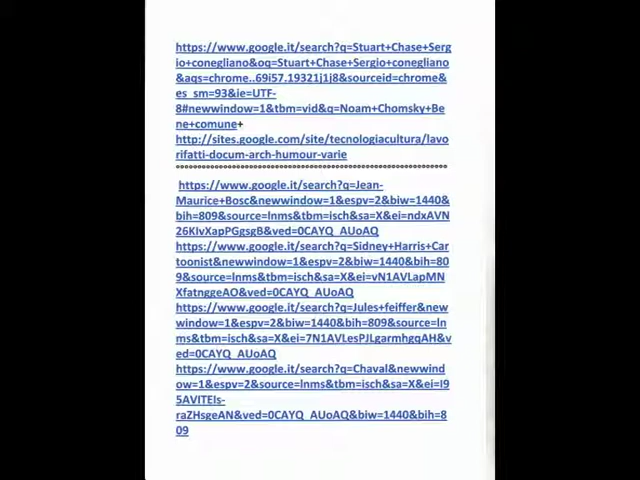 https://www.google.it/search?q=Stuart+Chase+Serg
io+conegliano&oq=Stuart+Chase+Sergio+conegliano
&aqs=chrome..69i57.19321j1j8&sourceid=chrome&
es_sm=93&ie=UTF-
8#newwindow=1&tbm=vid&q=Noam+Chomsky+Be
ne+comune+
http://sites.google.com/site/tecnologiacultura/lavo
rifatti-docum-arch-humour-varie
°°°°°°°°°°°°°°°°°°°°°°°°°°°°°°°°°°°°°°°°°°°°°°°°°°°°°°°
https://www.google.it/search?q=Jean-
Maurice+Bosc&newwindow=1&espv=2&biw=1440&
bih=809&source=lnms&tbm=isch&sa=X&ei=ndxAVN
26KIvXapPGgsgB&ved=0CAYQ_AUoAQ
https://www.google.it/search?q=Sidney+Harris+Car
toonist&newwindow=1&espv=2&biw=1440&bih=80
9&source=lnms&tbm=isch&sa=X&ei=vN1AVLapMN
XfatnggeAO&ved=0CAYQ_AUoAQ
https://www.google.it/search?q=Jules+feiffer&new
window=1&espv=2&biw=1440&bih=809&source=ln
ms&tbm=isch&sa=X&ei=7N1AVLesPJLgarmhgqAH&v
ed=0CAYQ_AUoAQ
https://www.google.it/search?q=Chaval&newwind
ow=1&espv=2&source=lnms&tbm=isch&sa=X&ei=I9
5AVITEIs-
raZHsgeAN&ved=0CAYQ_AUoAQ&biw=1440&bih=8
09